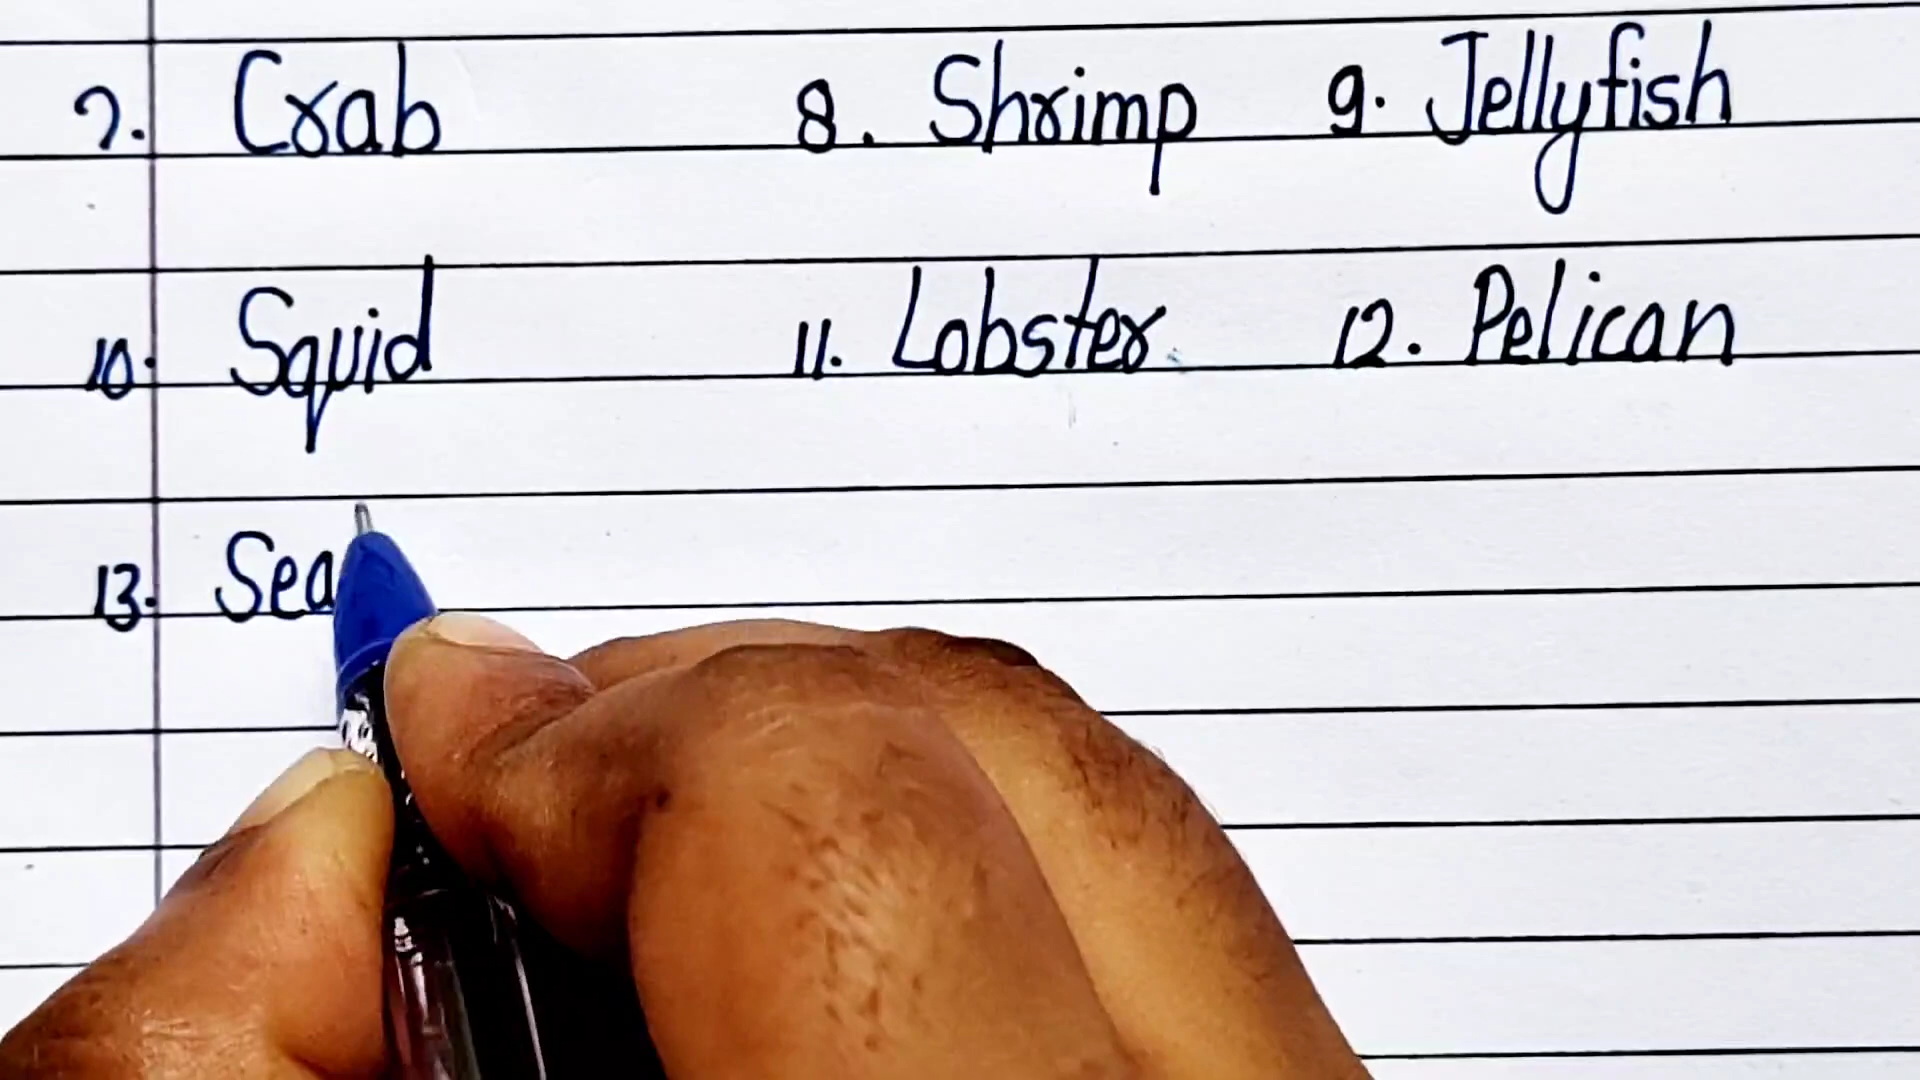 7. Crab 8. Shrimp 9. Jellyfish
10. Squid 11. Lobster 12. Pelican
13. Sea